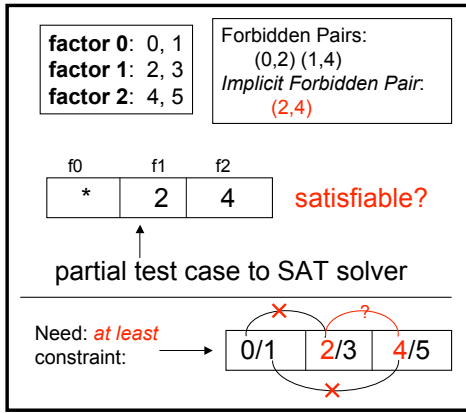 factor 0: 0, 1
factor 1: 2, 3
factor 2: 4, 5
Forbidden Pairs:
(0,2) (1,4)
Implicit Forbidden Pair:
(2,4)
f0 f1 f2
* 2 4
satisfiable?
partial test case to SAT solver
Need: at least
constraint:
?
0/1 2/3 4/5